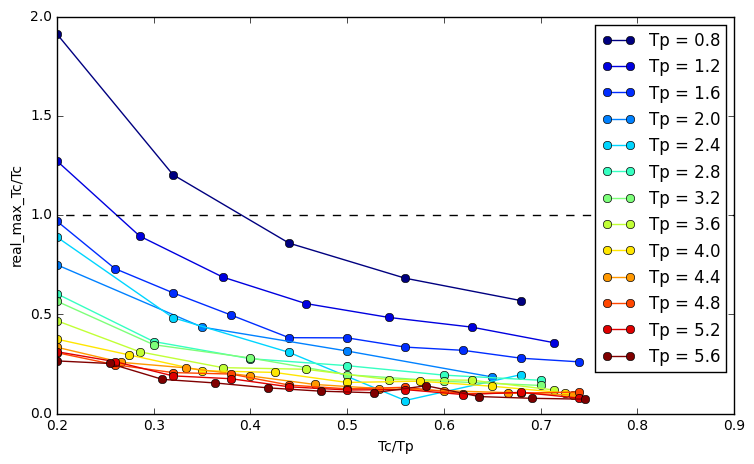 2.0
1.5
1.0
0.5
0.0
real_max_Tc/Tc
0.2
0.3
0.4
0.5
0.6
0.7
0.8
0.9
Tc/Tp
Tp = 0.8
Tp = 1.2
Tp = 1.6
Tp = 2.0
Tp = 2.4
Tp = 2.8
Tp = 3.2
Tp = 3.6
Tp = 4.0
Tp = 4.4
Tp = 4.8
Tp = 5.2
Tp = 5.6